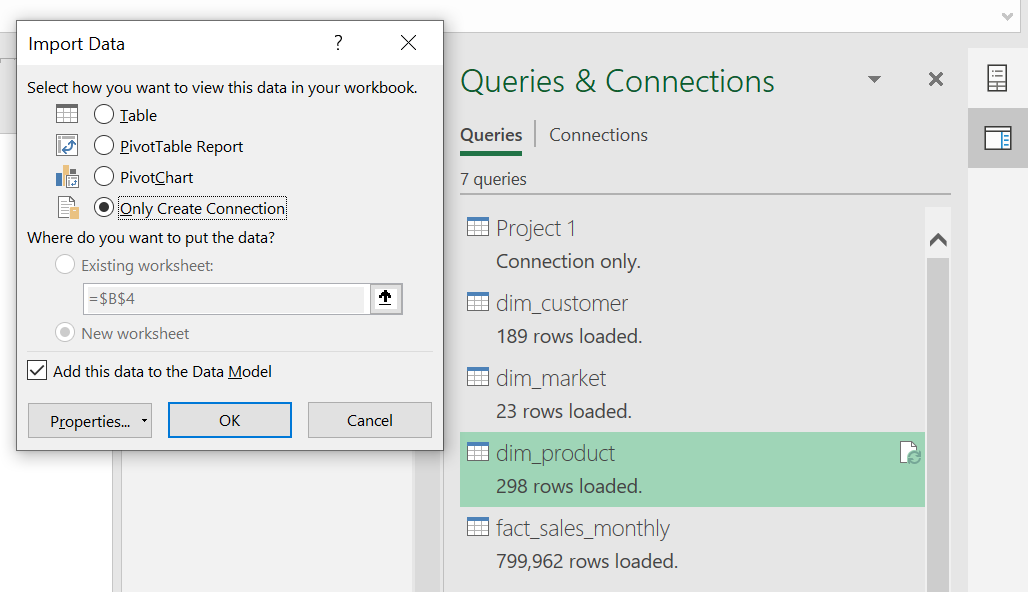 Import Data
?
Select how you want to view this data in your workbook.
Table
PivotTable Report
PivotChart
Only Create Connection
Where do you want to put the data?
Existing worksheet:
=$B$4
New worksheet
Add this data to the Data Model
Properties...
OK
Cancel
Queries & Connections
Queries
Connections
7 queries
Project 1
Connection only.
dim_customer
189 rows loaded.
dim_market
23 rows loaded.
dim_product
298 rows loaded.
fact_sales_monthly
799,962 rows loaded.